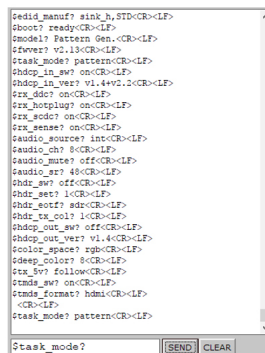 $edid_manuf? sink_h,STD<CR><LF>
$boot? ready<CR><LF>
$model? Pattern Gen.<CR><LF>
$fwver? v2.13<CR><LF>
$task_mode? pattern<CR><LF>
$hdcp_in_sw? on<CR><LF>
$hdcp_in_ver? v1.4+v2.2<CR><LF>
$rx_ddc? on<CR><LF>
$rx_hotplug? on<CR><LF>
$rx_scdc? on<CR><LF>
$rx_sense? on<CR><LF>
$audio_source? int<CR><LF>
$audio_ch? 8<CR><LF>
$audio_mute? off<CR><LF>
$audio_sr? 48<CR><LF>
$hdr_sw? off<CR><LF>
$hdr_set? 1<CR><LF>
$hdr_eotf? sdr<CR><LF>
$hdr_tx_col? 1<CR><LF>
$hdcp_out_sw? off<CR><LF>
$hdcp_out_ver? v1.4<CR><LF>
$color_space? rgb<CR><LF>
$deep_color? 8<CR><LF>
$tx_5v? follow<CR><LF>
$tmds_sw? on<CR><LF>
$tmds_format? hdmi<CR><LF>
<CR><LF>
$task_mode? pattern<CR><LF>
$task_mode? SEND CLEAR